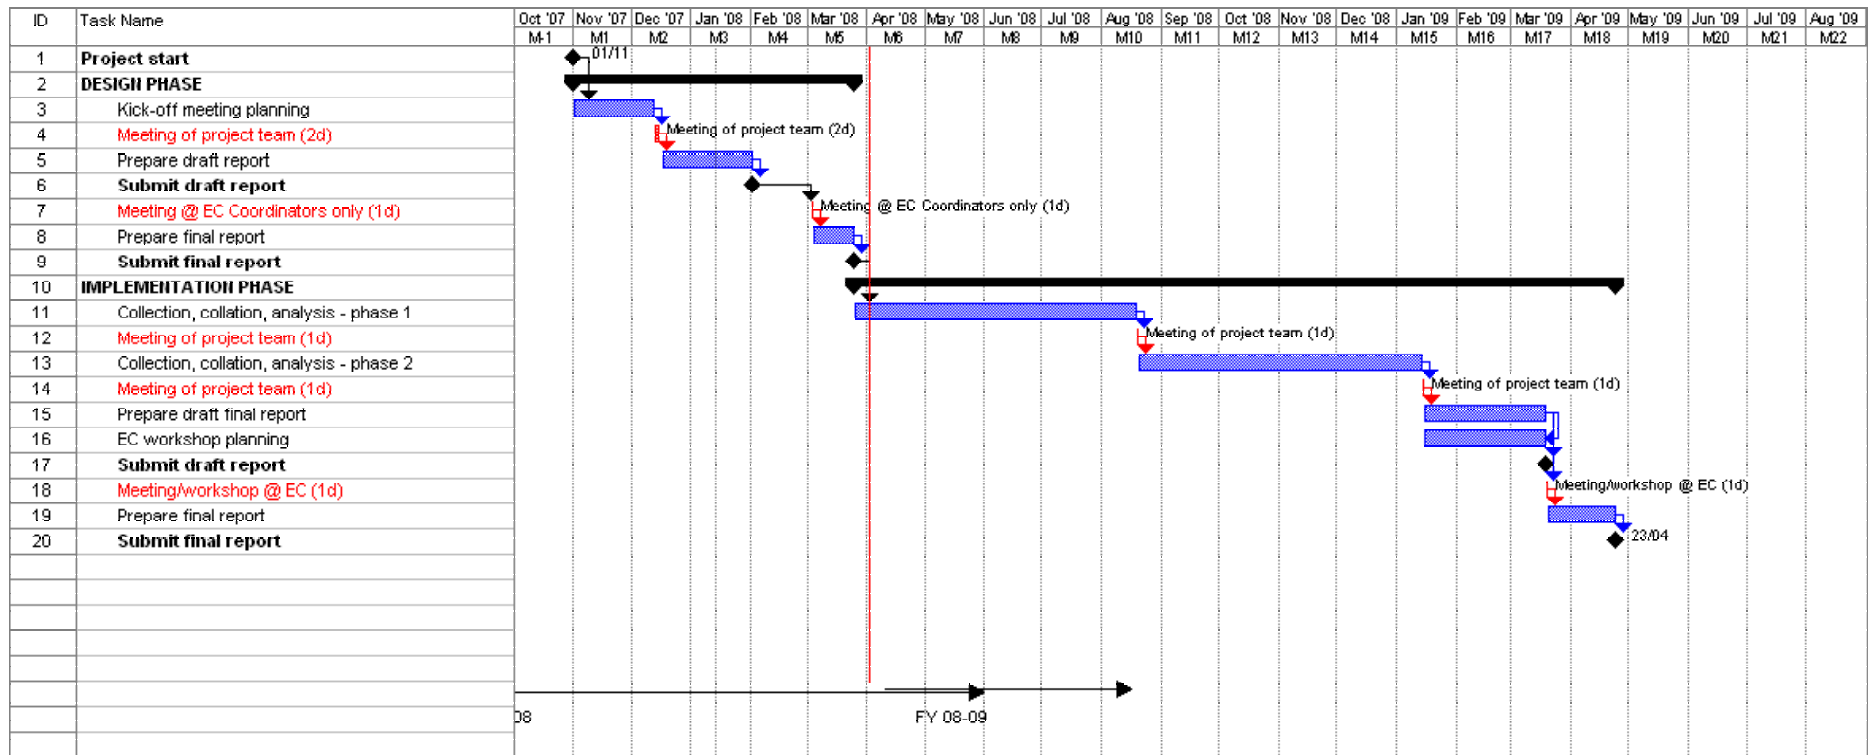 ID Task Name Oct '07 Nov '07 Dec '07 Jan '08 Feb '08 Mar '08 Apr '08 May '08 Jun '08 Jul '08 Aug '08 Sep '08 Oct '08 Nov '08 Dec '08 Jan '09 Feb '09 Mar '09 Apr '09 May '09 Jun '09 Jul '09 Aug '09
M-1 M1 M2 M3 M4 M5 M6 M7 M8 M9 M10 M11 M12 M13 M14 M15 M16 M17 M18 M19 M20 M21 M22
1 Project start 01/11
2 DESIGN PHASE
3 Kick-off meeting planning
4 Meeting of project team (2d) Meeting of project team (2d)
5 Prepare draft report
6 Submit draft report
7 Meeting @ EC Coordinators only (1d) Meeting @ EC Coordinators only (1d)
8 Prepare final report
9 Submit final report
10 IMPLEMENTATION PHASE
11 Collection, collation, analysis - phase 1
12 Meeting of project team (1d) Meeting of project team (1d)
13 Collection, collation, analysis - phase 2
14 Meeting of project team (1d) Meeting of project team (1d)
15 Prepare draft final report
16 EC workshop planning
17 Submit draft report
18 Meeting/workshop @ EC (1d) Meeting/workshop @ EC (1d)
19 Prepare final report
20 Submit final report 23/04
08 FY 08-09